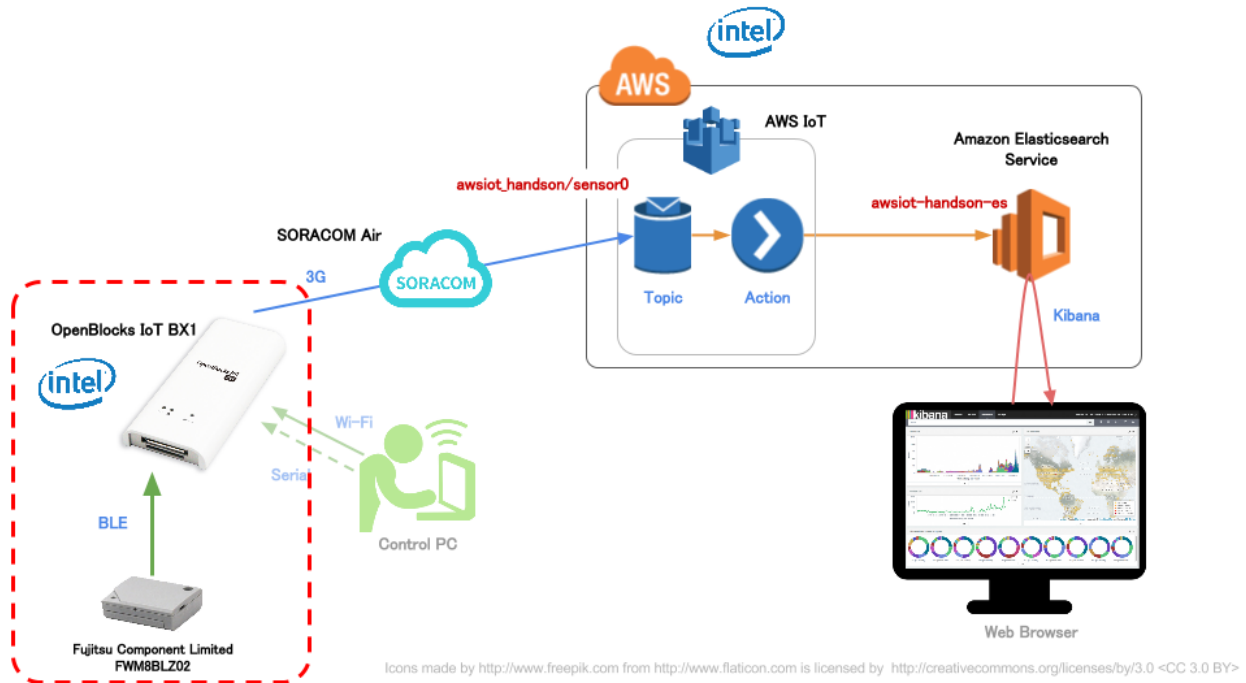 intel
AWS
AWS IoT
Amazon Elasticsearch
Service
awsiot_handson/sensor0
awsiot-handson-es
SORACOM Air
SORACOM
3G
Topic
Action
Kibana
OpenBlocks IoT BX1
intel
OpenBlocks IoT
Wi-Fi
Serial
BLE
Control PC
kibana
Fujitsu Component Limited
FWM8BLZ02
Web Browser
Icons made by http://www.freepik.com from http://www.flaticon.com is licensed by http://creativecommons.org/licenses/by/3.0 <CC 3.0 BY>